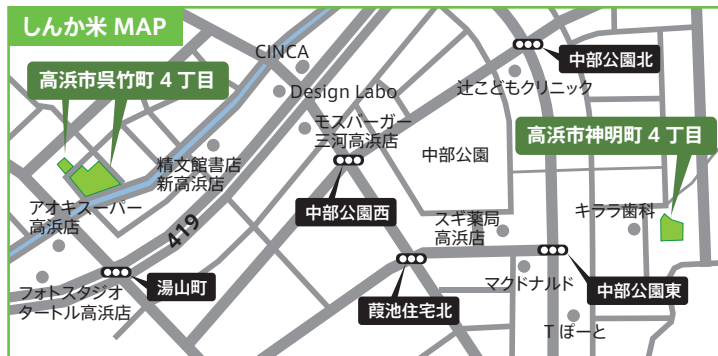 しんか米 MAP
CINCA
中部公園北
高浜市呉竹町 4 丁目
Design Labo
辻こどもクリニック
モスバーガー
三河高浜店
高浜市神明町 4 丁目
精文館書店
新高浜店
中部公園
アオキスーパー
高浜店
中部公園西
スギ薬局
高浜店
キララ歯科
419
フォトスタジオ
タートル高浜店
湯山町
葭池住宅北
マクドナルド
中部公園東
T ぽーと